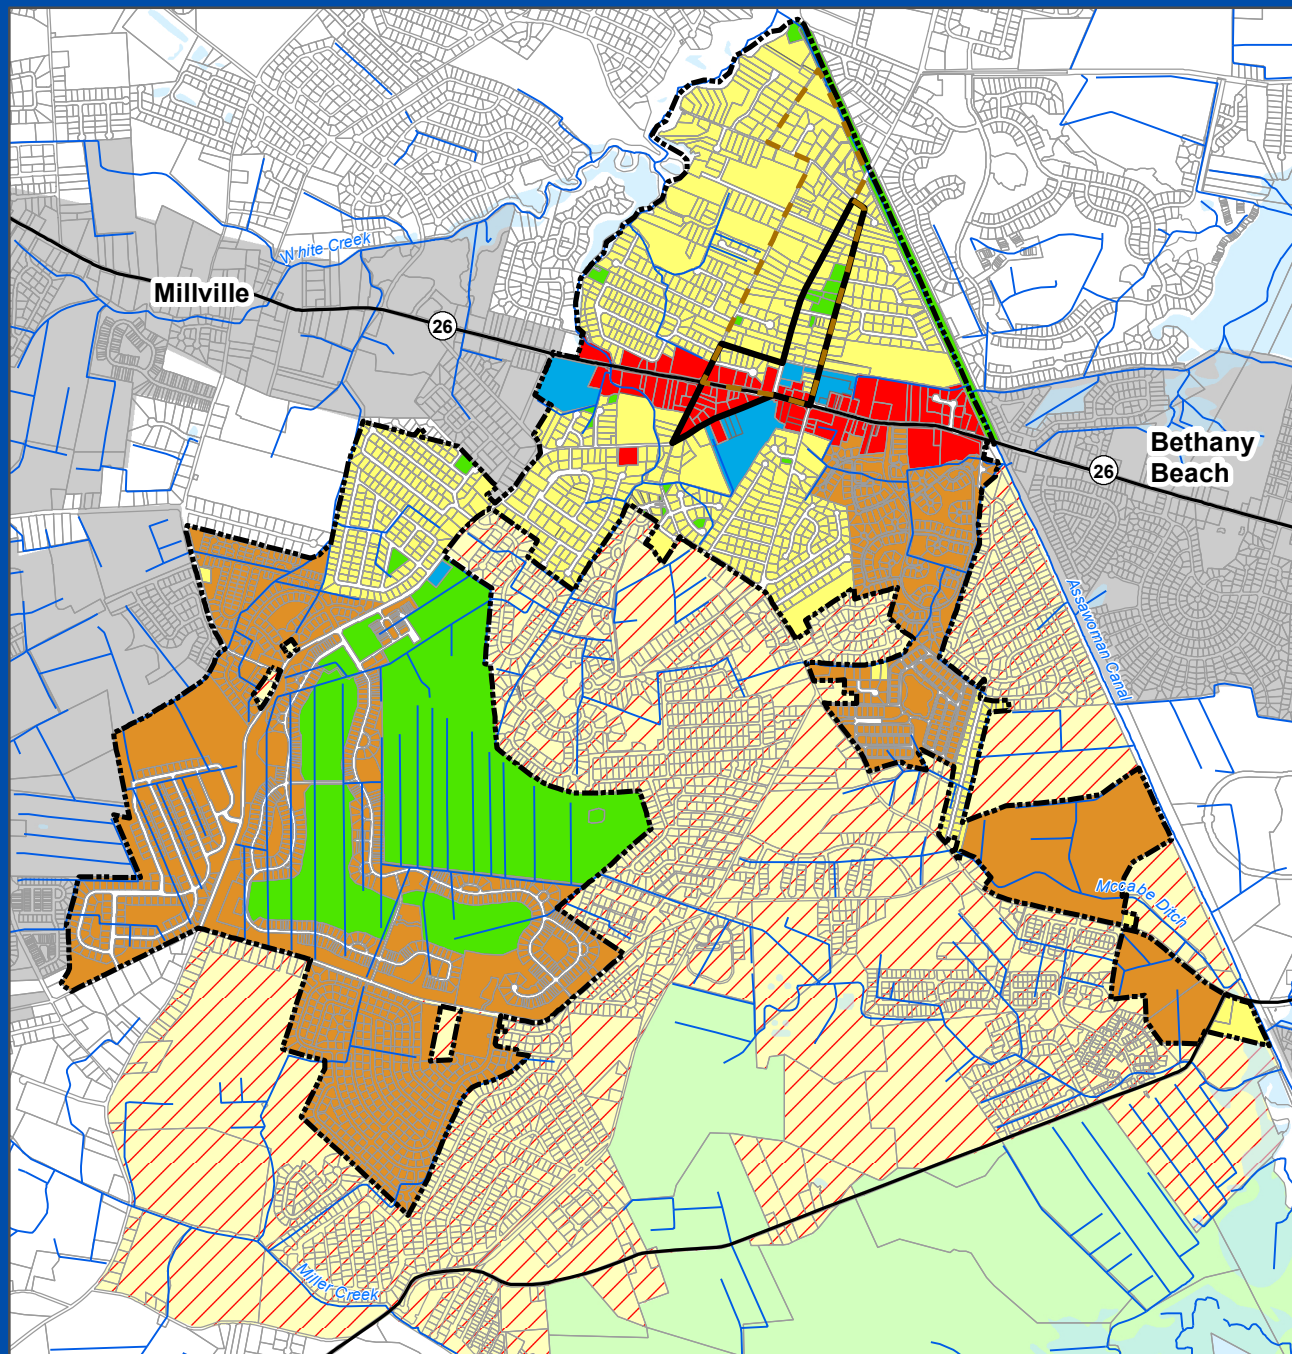 White Creek
Millville
26
Bethany
Beach
26
Assawoman Canal
Mccabe Ditch
Miller Creek